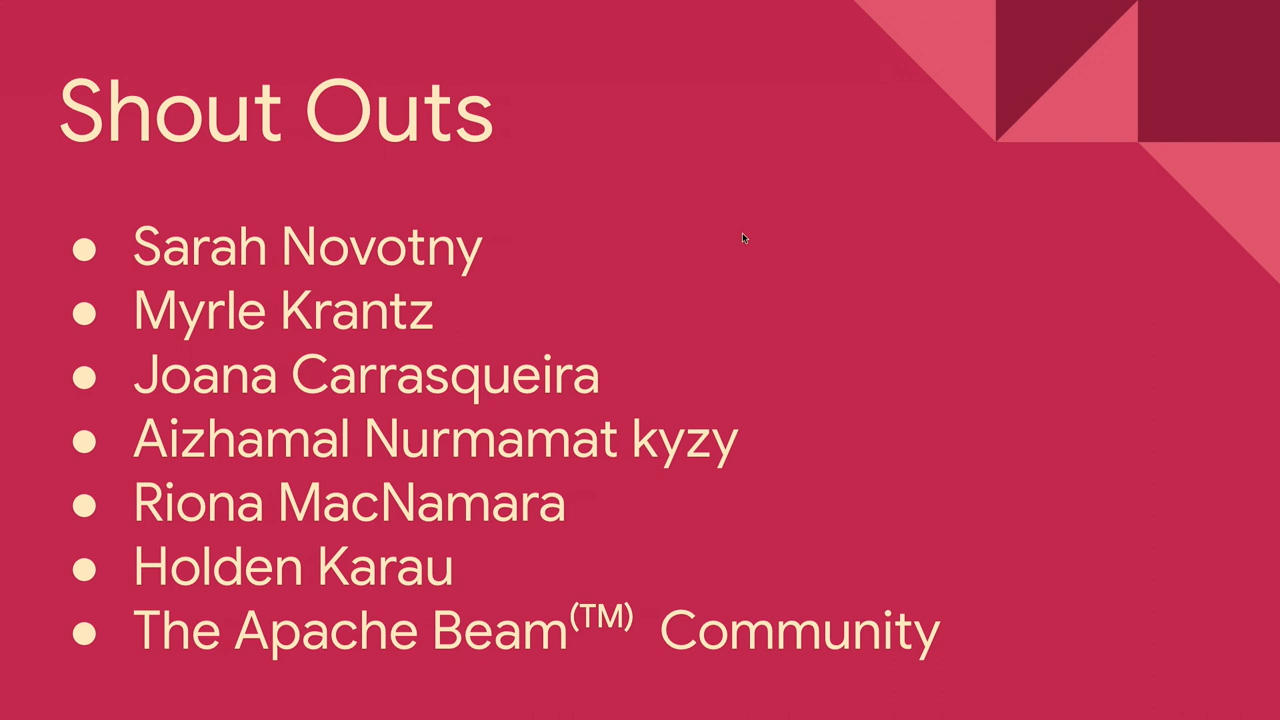 Shout Outs
● Sarah Novotny
● Myrle Krantz
● Joana Carrasqueira
● Aizhamal Nurmamat kyzy
● Riona MacNamara
● Holden Karau
● The Apache Beam(TM) Community